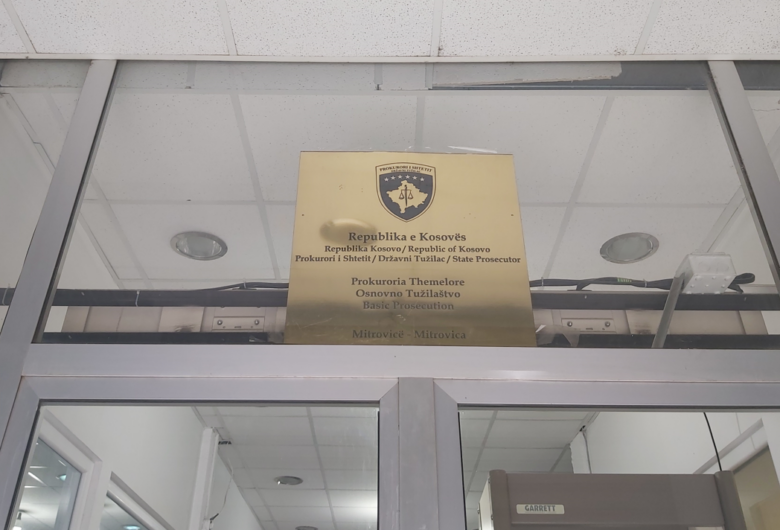 PROKURORI I SHTETIT
Republika e Kosovës
Republika Kosovo / Republic of Kosovo
Prokurori i Shtetit / Državni Tužilac / State Prosecutor
Prokuroria Themelore
Osnovno Tužilaštvo
Basic Prosecution
Mitrovicë - Mitrovica
GARRETT